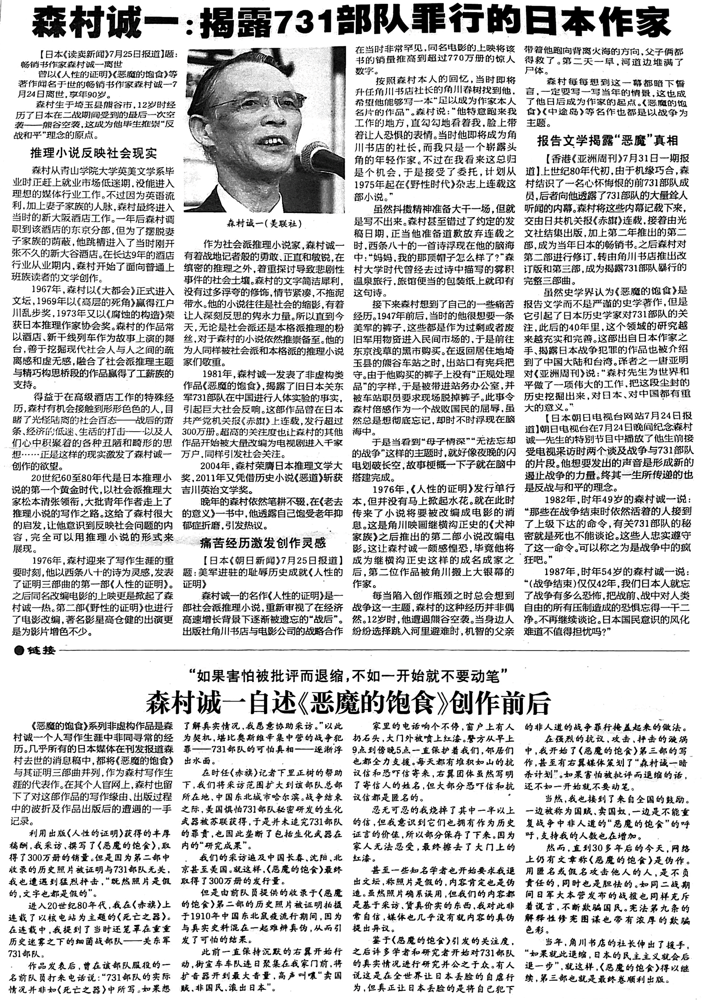 森村诚一:揭露731部队罪行的日本作家
【日本《读卖新闻》7月25日报道】题:
畅销书作家森村诚一离世
曾以《人性的证明》《恶魔的饱食》等
著作闻名于世的畅销书作家森村诚一7
月24日离世,享年90岁。
森村生于埼玉县熊谷市,12岁时经
历了日本在二战期间受到的最后一次空
袭——熊谷空袭,这成为他毕生推崇“反
战和平”理念的原点。
推理小说反映社会现实
森村从青山学院大学英美文学系毕
业时正赶上就业市场低迷期,没能进入
理想的媒体行业工作。不过因为英语流
利,加上妻子家族的人脉,森村最终进入
当时的新大阪酒店工作。一年后森村调
职到该酒店的东京分部,但为了摆脱妻
子家族的荫蔽,他跳槽进入了当时刚开
张不久的新大谷酒店。在长达9年的酒店
行业从业期内,森村开始了面向普通上
班族读者的文学创作。
1967年,森村以《大都会》正式进入
文坛,1969年以《高层的死角》赢得江户
川乱步奖,1973年又以《腐蚀的构造》荣
获日本推理作家协会奖。森村的作品常
以酒店、新干线列车作为故事上演的舞
台,善于挖掘现代社会人与人之间的疏
离感和虚无感,融合了社会派推理主题
与精巧构思桥段的作品赢得了工薪族的
支持。
得益于在高级酒店工作的特殊经
历,森村有机会接触到形形色色的人,目
睹了光怪陆离的社会百态——战后的萧
条、经济的低迷、生活的打击——以及人
们心中积聚着的各种丑陋和畸形的思
想……正是这样的现实激发了森村诚一
创作的欲望。
20世纪60至80年代是日本推理小
说的第一个黄金时代,以社会派推理大
家松本清张领衔,大批青年作者走上了
推理小说的写作之路。这给了森村很大
的启发,让他意识到反映社会问题的内
容,完全可以用推理小说的形式来
展现。
1976年,森村迎来了写作生涯的重
要时刻,他以西条八十的诗为灵感,发表
了证明三部曲的第一部《人性的证明》。
之后同名改编电影的上映更是掀起了森
村诚一热。第二部《野性的证明》也进行
了电影改编,著名影星高仓健的出演更
是为影片增色不少。
森村诚一(美联社)
作为社会派推理小说家,森村诚一
有着战地记者般的勇敢、正直和敏锐,在
缜密的推理之外,着重探讨导致悲剧性
事件的社会土壤。森村的文字简洁犀利,
没有过多浮夸的修饰,情节紧凑,不拖泥
带水。他的小说往往是社会的缩影,有着
让人深刻反思的隽永力量。所以直到今
天,无论是社会派还是本格派推理的粉
丝,对于森村的小说依然推崇备至。他的
为人同样被社会派和本格派的推理小说
家们敬重。
1981年,森村诚一发表了非虚构类
作品《恶魔的饱食》,揭露了旧日本关东
军731部队在中国进行人体实验的事实,
引起巨大社会反响。这部作品曾在日本
共产党机关报《赤旗》上连载,发行超过
300万册。超高的关注度也让森村的其他
作品开始被大量改编为电视剧进入千家
万户,同样引发社会关注。
2004年,森村荣膺日本推理文学大
奖,2011年又凭借历史小说《恶道》斩获
吉川英治文学奖。
晚年的森村依然笔耕不辍,在《老去
的意义》一书中,他透露自己饱受老年抑
郁症折磨,引发热议。
痛苦经历激发创作灵感
【日本《朝日新闻》7月25日报道】
题:美军进驻的耻辱历史成就《人性的
证明》
森村诚一的名作《人性的证明》是一
部社会派推理小说,重新审视了在经济
高速增长背景下逐渐被遗忘的“战后”。
出版社角川书店与电影公司的战略合作
在当时非常罕见,同名电影的上映将该
书的销量推高到超过770万册的惊人
数字。
按照森村本人的回忆,当时即将
升任角川书店社长的角川春树找到他,
希望他能够写一本“足以成为作家本人
名片的作品”。森村说:“他特意跑来我
工作的地方,直勾勾地看着我,脸上带
着让人恐惧的表情。当时他即将成为角
川书店的社长,而我只是一个崭露头
角的年轻作家。不过在我看来这总归
是个机会,于是接受了委托,计划从
1975年起在《野性时代》杂志上连载这
部小说。”
虽然抖擞精神准备大干一场,但就
是写不出来。森村甚至错过了约定的发
稿日期,正当他准备道歉放弃连载之
时,西条八十的一首诗浮现在他的脑海
中:“妈妈,我的那顶帽子怎么样了?”森
村大学时代曾经去过诗中描写的雾积
温泉旅行,旅馆便当的包装纸上就印有
这句诗。
接下来森村想到了自己的一些痛苦
经历。1947年前后,当时的他很想要一条
美军的裤子,这些都是作为过剩或者废
旧军用物资进入民间市场的,于是前往
东京浅草的黑市购买。在返回居住地埼
玉县的熊谷车站之时,出站口有宪兵把
守。由于他购买的裤子上没有“正规处理
品”的字样,于是被带进站务办公室,并
被车站职员要求现场脱掉裤子。此事令
森村倍感作为一个战败国民的屈辱,虽
然总是想彻底忘记,却时不时浮现在脑
海中。
于是当看到“母子情深”“无法忘却
的战争”这样的主题时,就好像夜晚的闪
电划破长空,故事梗概一下子就在脑中
搭建完成。
1976年,《人性的证明》发行单行
本,但并没有马上掀起水花。就在此时
传来了小说将要被改编成电影的消
息。这是角川映画继横沟正史的《犬神
家族》之后推出的第二部小说改编电
影。这让森村诚一颇感惶恐,毕竟他将
成为继横沟正史这样的成名成家之
后,第二位作品被角川搬上大银幕的
作家。
每当陷入创作瓶颈之时总会想到
战争这一主题,森村的这种经历并非偶
然。12岁时,他遭遇熊谷空袭。当身边人
纷纷选择跳入河里避难时,机智的父亲
带着他跑向背离火海的方向,父子俩都
得救了。第二天一早,河道边堆满了
尸体。
森村每每想到这一幕都暗下誓
言,一定要写一写当年的情景,这也成
了他日后成为作家的起点。《恶魔的饱
食》《中途岛》等名作也都是以战争为
主题。
报告文学揭露“恶魔”真相
【香港《亚洲周刊》7月31日一期报
道】上世纪80年代初,由于机缘巧合,森
村结识了一名心怀悔恨的前731部队成
员,后者向他透露了731部队的大量耸人
听闻的内幕。森村将这些内幕记载下来,
交由日共机关报《赤旗》连载,接着由光
文社结集出版,加上第二年推出的第二
部,成为当年日本的畅销书。之后森村对
第二部进行修订,转由角川书店推出改
订版和第三部,成为揭露731部队暴行的
完整三部曲。
虽然史学界认为《恶魔的饱食》是
报告文学而不是严谨的史学著作,但是
它引起了日本历史学家对731部队的关
注,此后的40年里,这个领域的研究越
来越充实和完善。这部出自日本作家之
手、揭露日本战争犯罪的作品也被介绍
到了中国大陆和台湾。译者之一唐亚明
对《亚洲周刊》说:“森村先生为世界和
平做了一项伟大的工作,把这段尘封的
历史挖掘出来,对日本、对中国都有重
大的意义。”
【日本朝日电视台网站7月24日报
道】朝日电视台在7月24日晚间纪念森村
诚一先生的特别节目中播放了他生前接
受电视采访时两个谈及战争与731部队
的片段。他想要发出的声音是形成新的
遏止战争的力量。终其一生所传递的也
是反战与和平的理念。
1982年,时年49岁的森村诚一说:
“那些在战争结束时依然活着的人接到
了上级下达的命令,有关731部队的秘
密就是死也不能谈论。这些人忠实遵守
了这一命令。可以称之为是战争中的疯
狂吧。”
1987年,时年54岁的森村诚一说:
“(战争结束)仅仅42年,我们日本人就忘
了战争有多么恐怖,把战前、战中对人类
自由的所有压制造成的恐惧忘得一干二
净。不再继续谈论。日本国民意识的风化
难道不值得担忧吗?”
●链接
“如果害怕被批评而退缩,不如一开始就不要动笔”
森村诚一自述《恶魔的饱食》创作前后
《恶魔的饱食》系列非虚构作品是森
村诚一个人写作生涯中非同寻常的经
历。几乎所有的日本媒体在刊发报道森
村去世的消息稿中,都将《恶魔的饱食》
与其证明三部曲并列,作为森村写作生
涯的代表作。在其个人官网上,森村也留
下了对这部作品的写作缘由、出版过程
中的波折及作品出版后的遭遇的一手
记录。
利用出版《人性的证明》获得的丰厚
稿酬,我采访、撰写了《恶魔的饱食》,取
得了300万册的销量。但是因为第二部中
收录的历史照片被证明与731部队无关,
我也遭遇到猛烈抨击,“既然照片是假
的,文字也都是假的”。
进入20世纪80年代,我在《赤旗》上
连载了以核电站为主题的《死亡之器》。
在连载中,我提到了当时还笼罩在重重
历史迷雾之下的细菌战部队——关东军
731部队。
作品发表后,曾在该部队服役的一
名前队员打来电话说:“731部队的实际
情况并非如《死亡之器》中所写。如果想
了解真实情况,我愿意协助采访。”以此
为契机,堪比奥斯维辛集中营的战争犯
罪——731部队的可怕真相——逐渐浮
出水面。
在时任《赤旗》记者下里正树的帮助
下,我们将采访范围扩大到该部队总部
所在地、中国东北城市哈尔滨。战争结束
之际,美国惧怕731部队秘密研发的生化
武器被苏联获得,于是并未追究731部队
的罪责,也因此垄断了包括生化武器在
内的“研究成果”。
我们的采访遍及中国长春、沈阳、北
京甚至美国。就这样,《恶魔的饱食》最终
取得了300万册的发行量。
但是由前队员提供的收录于《恶魔
的饱食》第二部的历史照片被证明拍摄
于1910年中国东北鼠疫流行期间,因为
与真实史料混在一起难辨真伪,从而引
发了可怕的结果。
此前一直保持沉默的右翼开始行
动,街宣车车队连日聚集在我家门前,将
扩音器开到最大音量,高声叫嚷“卖国
贼、非国民、滚出日本”。
家里的电话响个不停,窗户上有人
扔石头,大门外被喷上红漆。警方从早上
9点到傍晚5点一直保护着我们,邻居们
也都全力支援。每天都有堆积如山的抗
议信和恐吓信寄来,右翼团体虽然写明
了寄信人的姓名,但大部分恐吓信和抗
议信都是匿名的。
忍无可忍的我烧掉了其中一半以上
的信,但我意识到它们也拥有作为历史
证言的价值,所以部分保存了下来。因为
家人无法忍受,最终擦去了大门上的
红漆。
甚至一些知名学者也开始要求我退
出文坛,称照片是假的,内容肯定也是伪
造。虽然照片确系误用,但我们的内容都
是基于采访、货真价实的东西,我对此非
常自信,媒体也几乎没有就内容的真伪
提出异议。
鉴于《恶魔的饱食》引发的关注度,
之后许多学者和研究者开始对731部队
的真实情况进行研究并公之于众。有人
说这是在全世界让日本丢脸的自虐行
为,但真正让日本丢脸的是将自己犯下
的非人道的战争罪行掩盖起来的做法。
在强烈的抗议、攻击、抨击的漩涡
中,我开始了《恶魔的饱食》第三部的写
作,甚至有右翼媒体策划了“森村诚一暗
杀计划”。如果害怕被批评而退缩的话,
还不如一开始就不要动笔。
当然,我也接到了来自全国的鼓励。
一边被称为国贼、卖国奴,一边是不能重
复战争中非人道的“恶魔的饱食”的呼
吁,支持我的人数也在增加。
然而,直到30多年后的今天,网络
上仍有文章称《恶魔的饱食》是伪作。
用匿名或假名攻击他人的人,是不负
责任的,同时也是胆怯的。如同二战期
间日军大本营发布的战报也同样充斥
着谎言,不断欺骗国民。宪法第九条的
解释性修宪图谋也带有浓厚的欺骗
色彩。
当年,角川书店的社长伸出了援手,
“如果就此退缩,日本的民主主义就会后
退一步”,就这样,《恶魔的饱食》得以继
续,第三部也就是最终卷顺利出版。